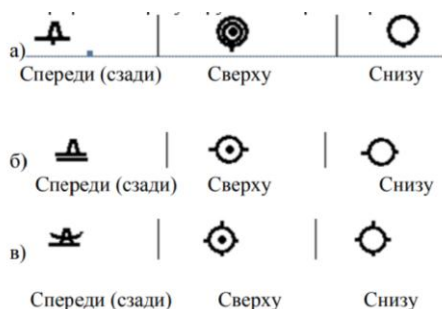 а)
Спереди (сзади) Сверху Снизу
б)
Спереди (сзади) Сверху Снизу
в)
Спереди (сзади) Сверху Снизу